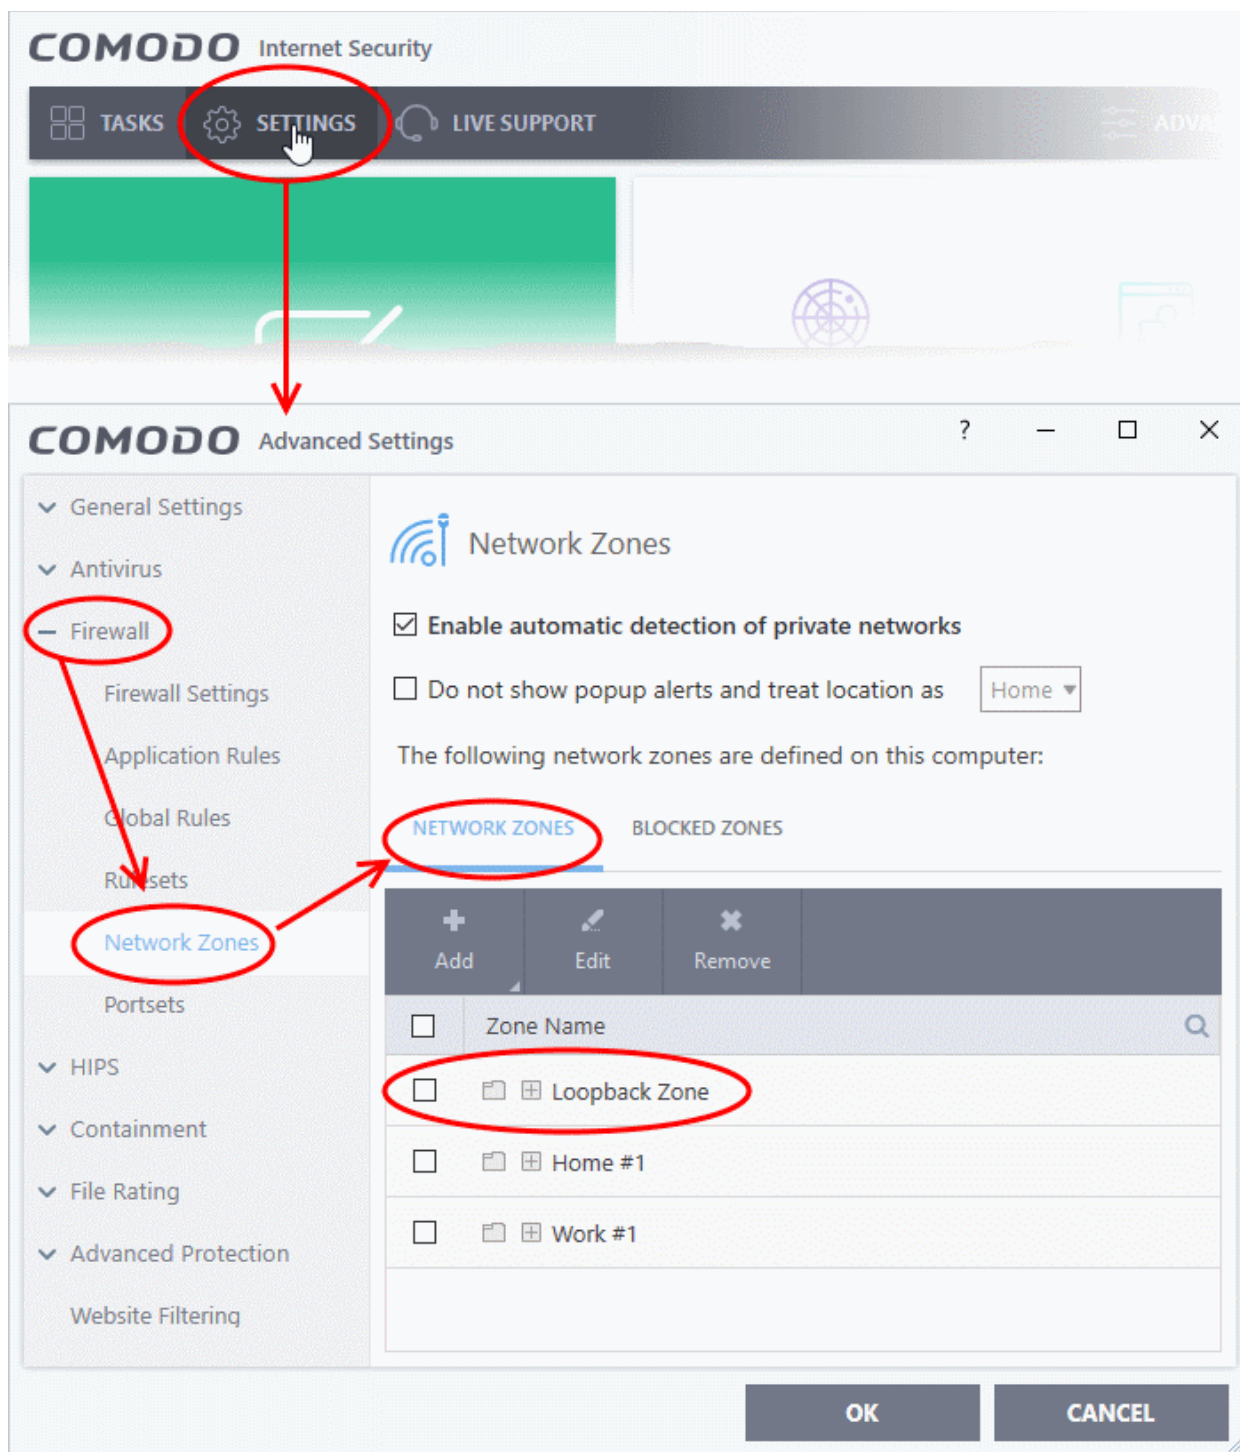 COMODO Internet Security
TASKS SETTINGS LIVE SUPPORT
COMODO Advanced Settings ?
General Settings
Antivirus
Firewall
Firewall Settings
Application Rules
Global Rules
Rulesets
Network Zones
Portsets
HIPS
Containment
File Rating
Advanced Protection
Website Filtering
Network Zones
Enable automatic detection of private networks
Do not show popup alerts and treat location as Home
The following network zones are defined on this computer:
NETWORK ZONES BLOCKED ZONES
Add Edit Remove
Zone Name
Loopback Zone
Home #1
Work #1
OK CANCEL